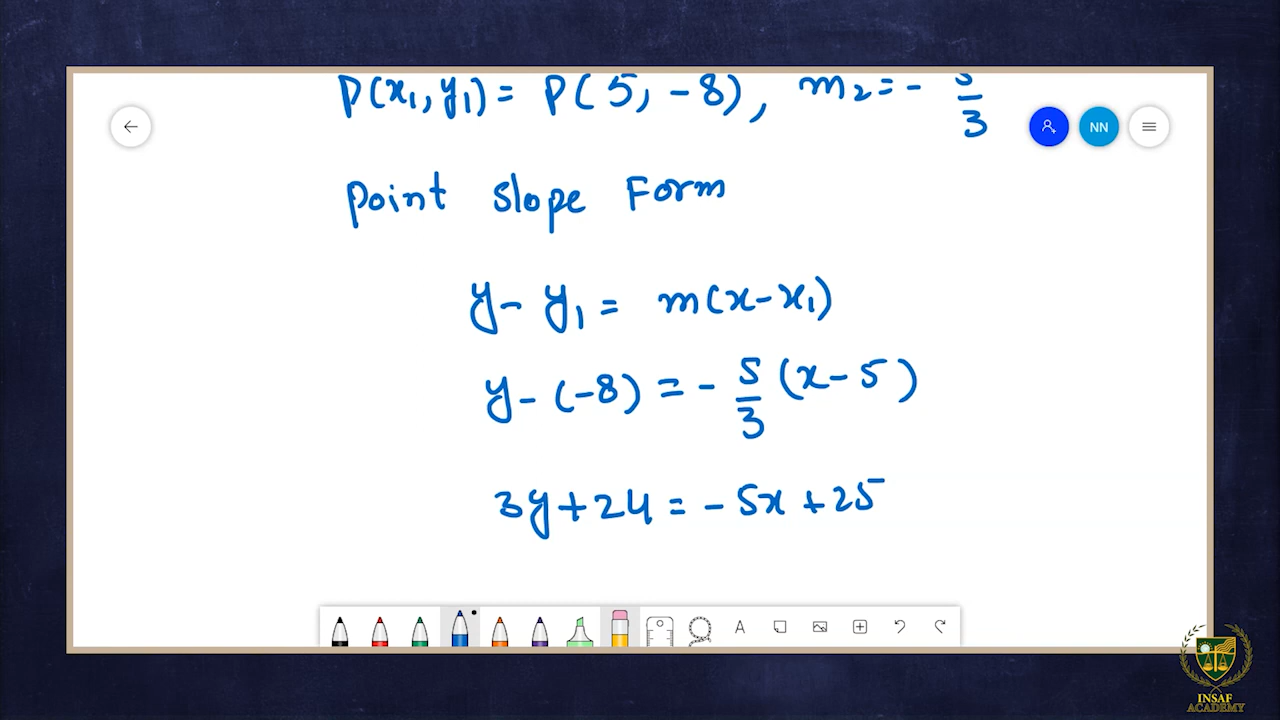 P(x₁, y₁) = P(5, -8), m₂ = - 5/3
NN
Point Slope Form
y - y₁ = m(x - x₁)
y - (-8) = - 5/3 (x - 5)
3y + 24 = - 5x + 25
A
INSAF
ACADEMY